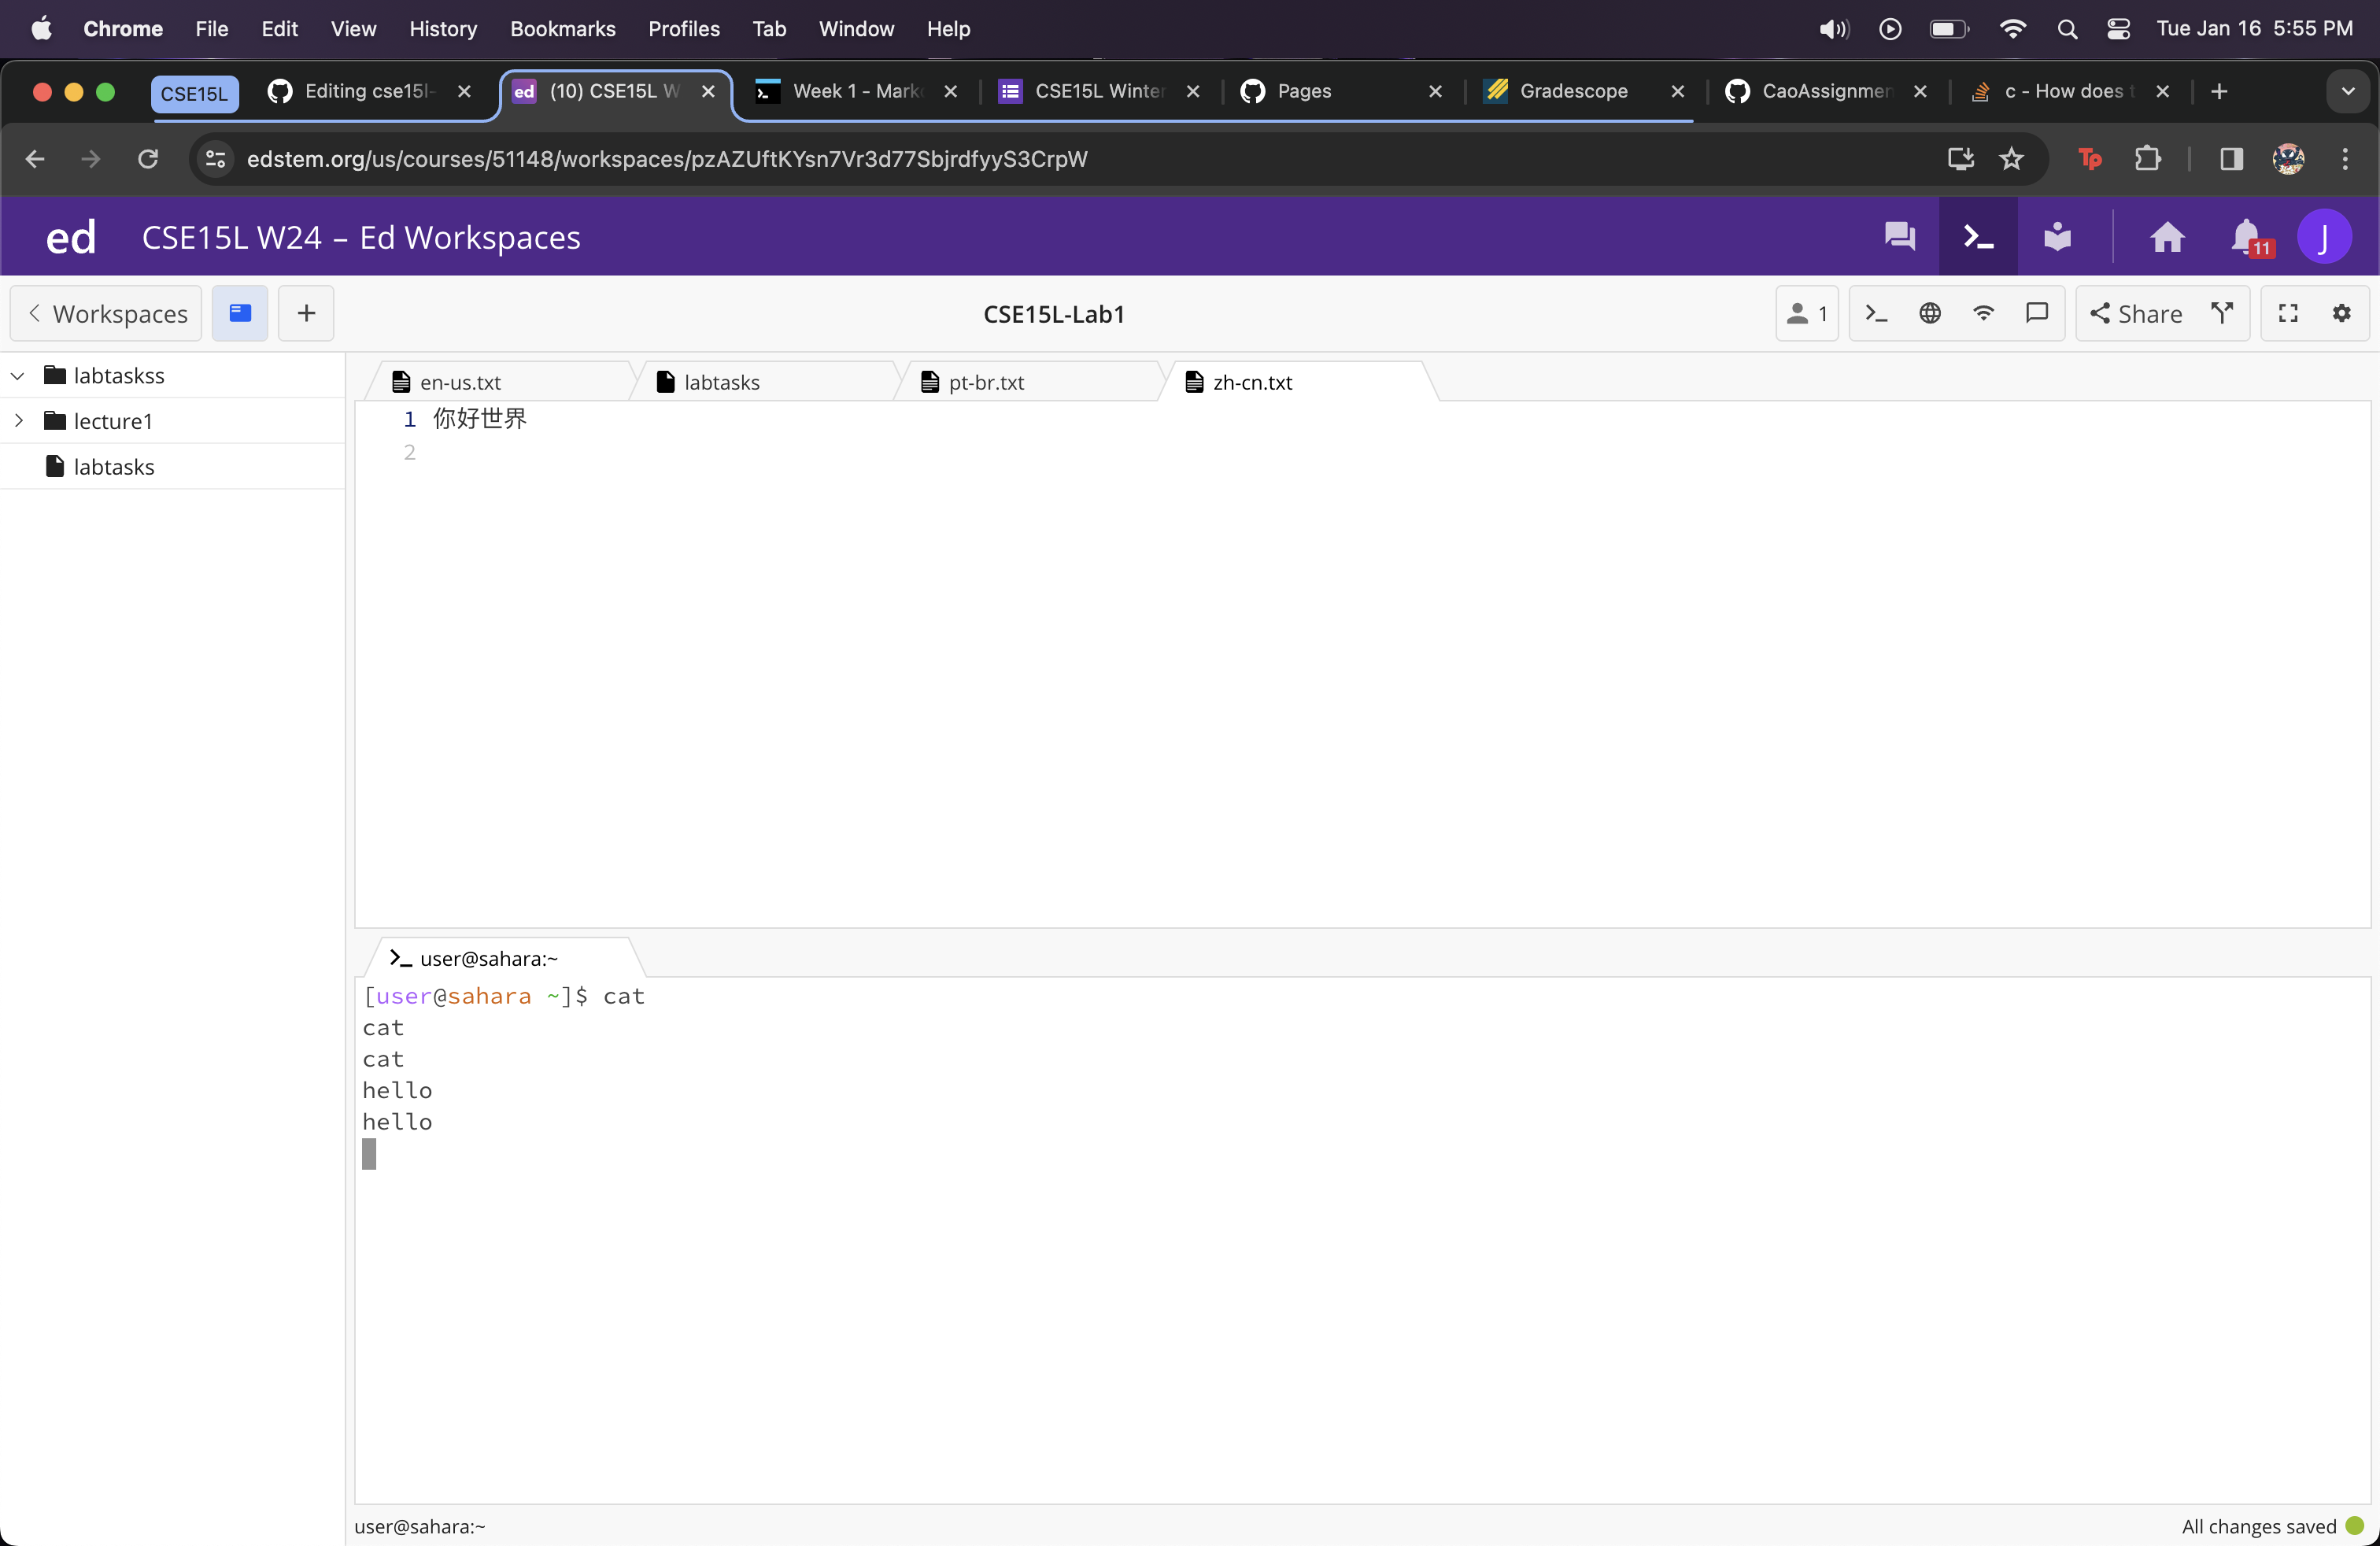 Chrome File Edit View History Bookmarks Profiles Tab Window Help Tue Jan 16 5:55 PM
CSE15L Editing cse15l- ed (10) CSE15L W Week 1 - Mark CSE15L Winter Pages Gradescope CaoAssignmen c - How does t
edstem.org/us/courses/51148/workspaces/pzAZUftKYsn7Vr3d77SbjrdfyyS3CrpW Tp
ed CSE15L W24 – Ed Workspaces 11 J
Workspaces CSE15L-Lab1 1 Share
labtaskss
lecture1
labtasks
en-us.txt labtasks pt-br.txt zh-cn.txt
1 你好世界
2
user@sahara:~
[user@sahara ~]$ cat
cat
cat
hello
hello
user@sahara:~ All changes saved